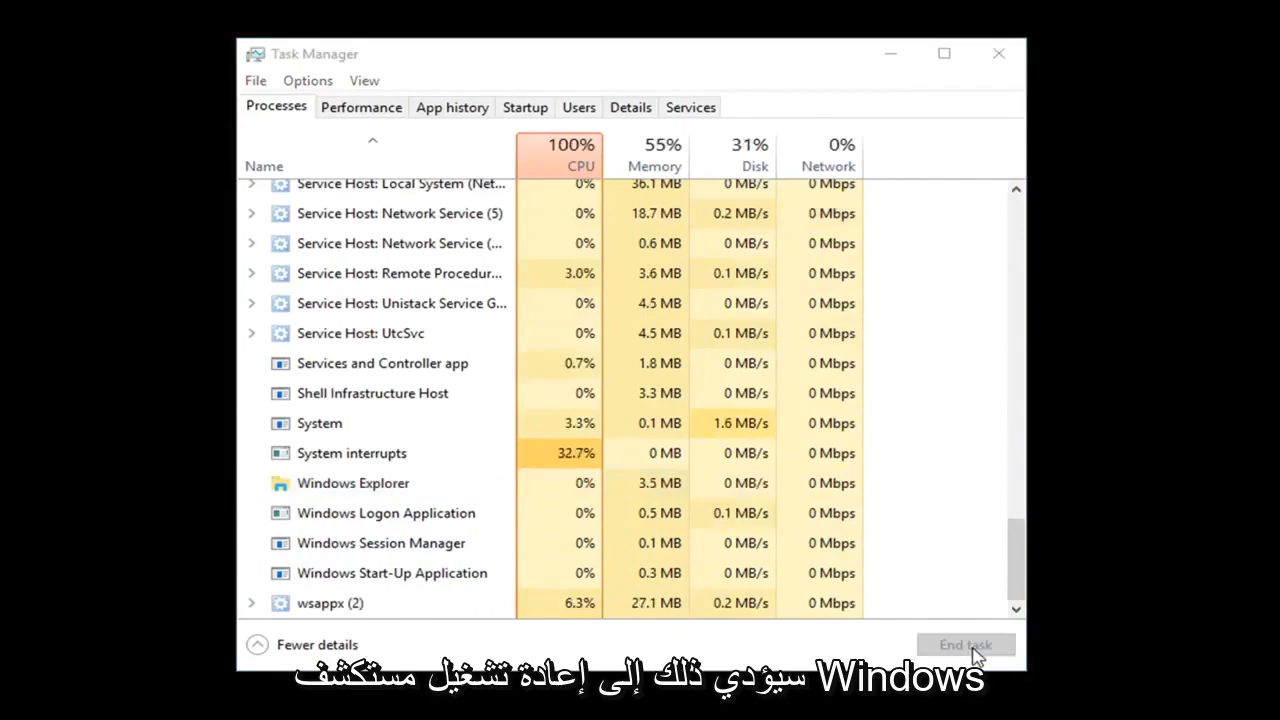 Task Manager
File Options View
Processes Performance App history Startup Users Details Services
100% 55% 31% 0%
Name CPU Memory Disk Network
Service Host: Local System (Net... 0% 36.1 MB 0 MB/s 0 Mbps
Service Host: Network Service (5) 0% 18.7 MB 0.2 MB/s 0 Mbps
Service Host: Network Service (... 0% 0.6 MB 0 MB/s 0 Mbps
Service Host: Remote Procedur... 3.0% 3.6 MB 0.1 MB/s 0 Mbps
Service Host: Unistack Service G... 0% 4.5 MB 0 MB/s 0 Mbps
Service Host: UtcSvc 0% 4.5 MB 0.1 MB/s 0 Mbps
Services and Controller app 0.7% 1.8 MB 0 MB/s 0 Mbps
Shell Infrastructure Host 0% 3.3 MB 0 MB/s 0 Mbps
System 3.3% 0.1 MB 1.6 MB/s 0 Mbps
System interrupts 32.7% 0 MB 0 MB/s 0 Mbps
Windows Explorer 0% 3.5 MB 0 MB/s 0 Mbps
Windows Logon Application 0% 0.5 MB 0.1 MB/s 0 Mbps
Windows Session Manager 0% 0.1 MB 0 MB/s 0 Mbps
Windows Start-Up Application 0% 0.3 MB 0 MB/s 0 Mbps
wsappx (2) 6.3% 27.1 MB 0.2 MB/s 0 Mbps
Fewer details End task
سيؤدي ذلك إلى إعادة تشغيل مستكشف Windows